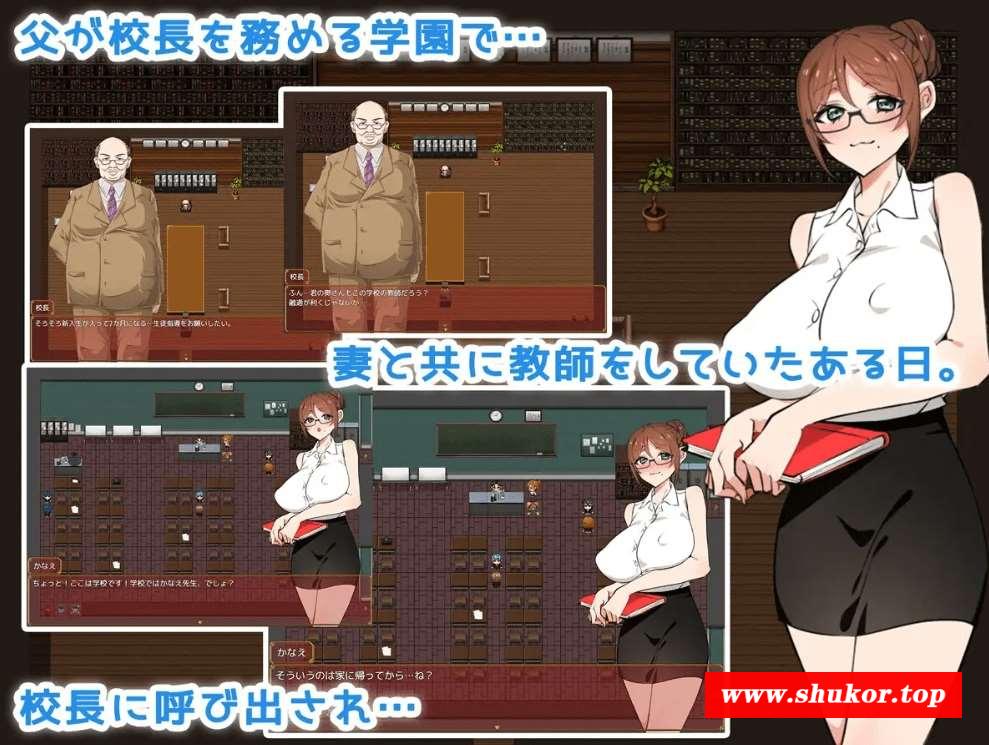 父が校長を務める学園で…
校長
そろそろ新入生が入って7か月になる…生徒指導をお願いしたい。
校長
ふん…君の奥さんもこの学校の教師だろう？
融通が利くじゃないか
妻と共に教師をしていたある日。
かなえ
ちょっと！ここは学校です！学校ではかなえ先生、でしょ？
かなえ
そういうのは家に帰ってから…ね？
校長に呼び出され…
www.shukor.top